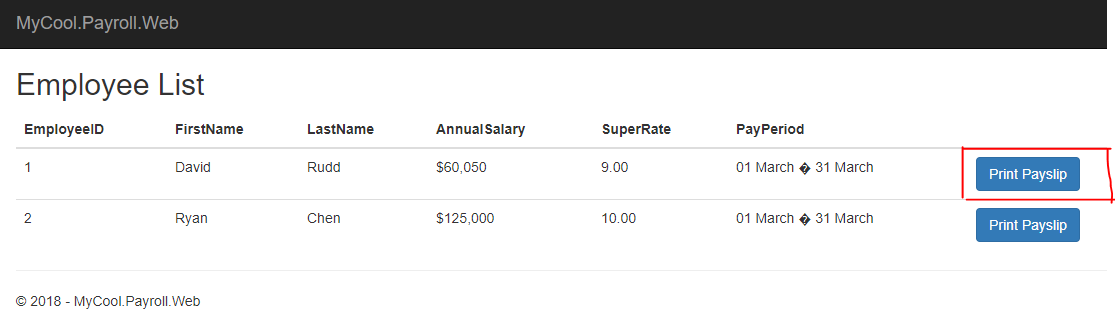 MyCool.Payroll.Web
Employee List
EmployeeID FirstName LastName AnnualSalary SuperRate PayPeriod
1 David Rudd $60,050 9.00 01 March � 31 March Print Payslip
2 Ryan Chen $125,000 10.00 01 March � 31 March Print Payslip
© 2018 - MyCool.Payroll.Web